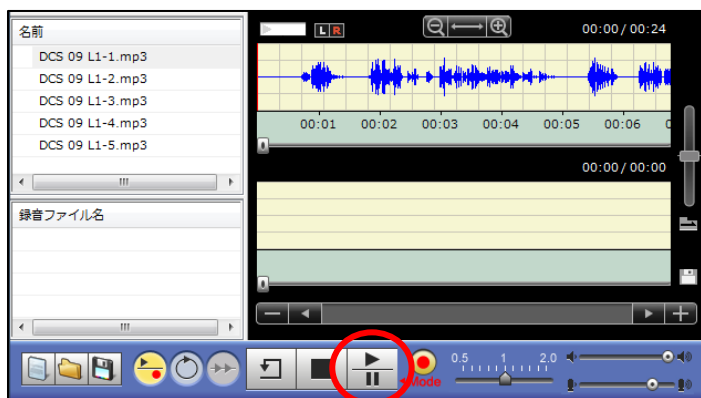 名前
DCS 09 L1-1.mp3
DCS 09 L1-2.mp3
DCS 09 L1-3.mp3
DCS 09 L1-4.mp3
DCS 09 L1-5.mp3
録音ファイル名
L R
00:00 / 00:24
00:01 00:02 00:03 00:04 00:05 00:06
00:00 / 00:00
Mode
0.5 1 2.0